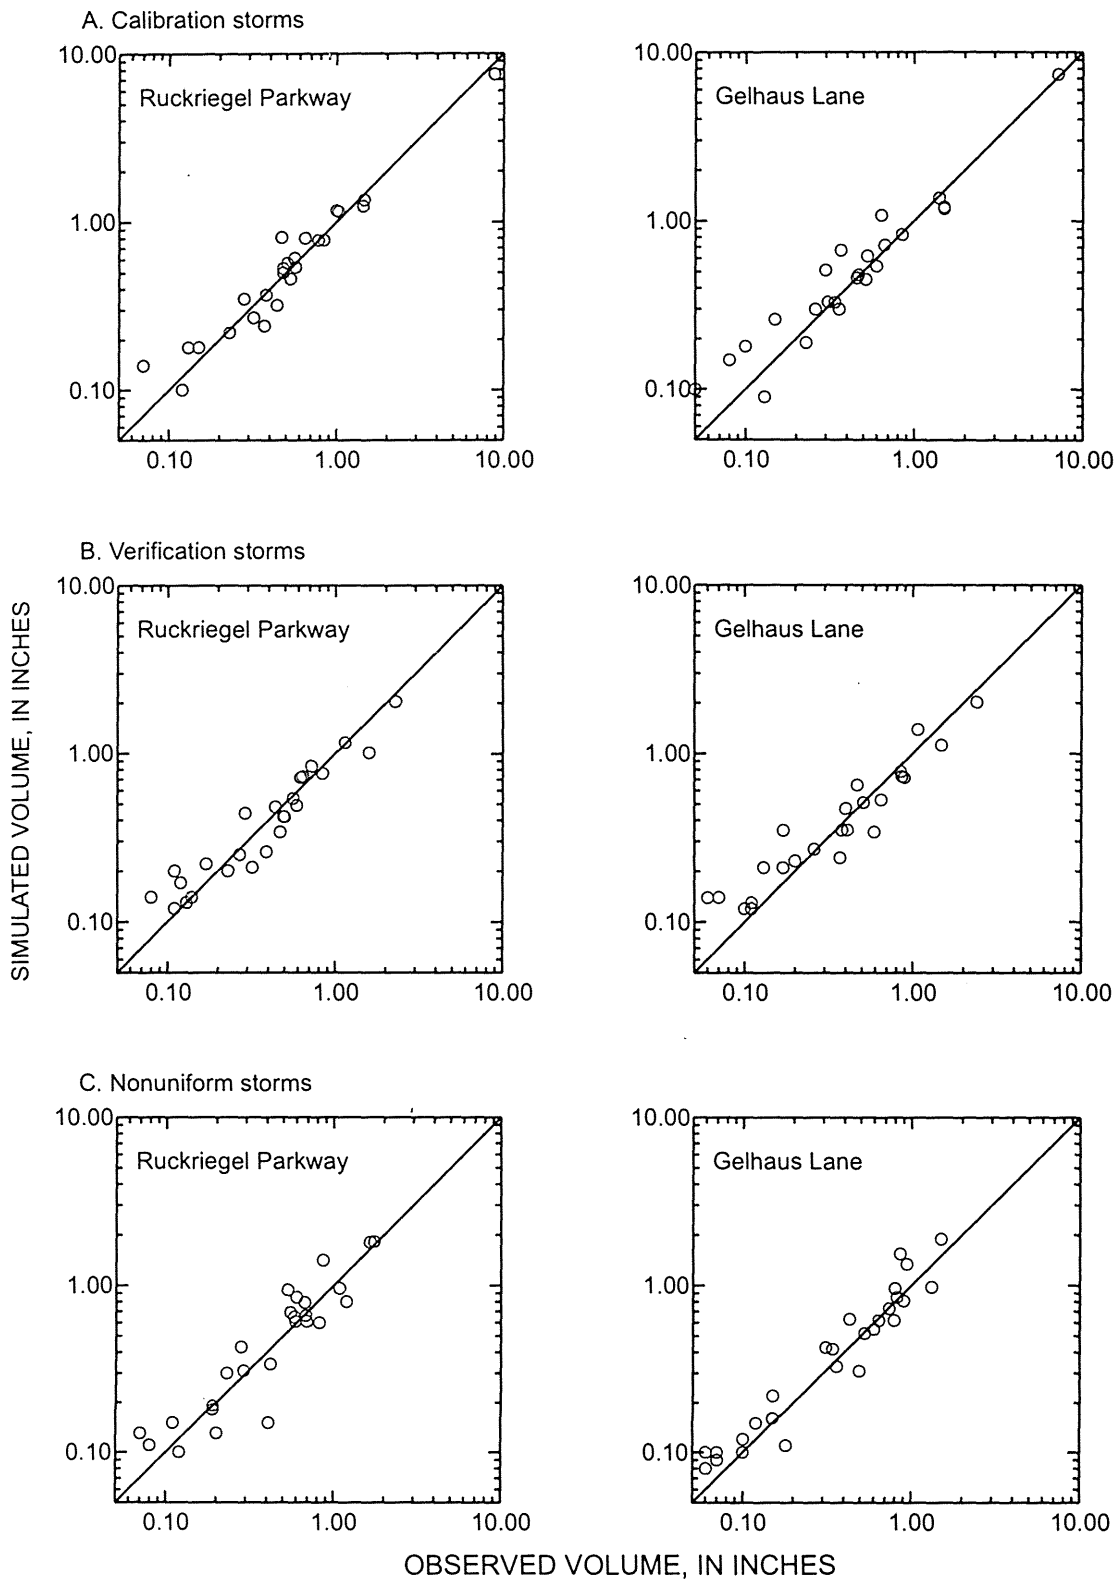 A. Calibration storms
10.00
1.00
0.10
Ruckriegel Parkway
0.10 1.00 10.00
10.00
1.00
0.10
Gelhaus Lane
0.10 1.00 10.00
B. Verification storms
10.00
1.00
0.10
Ruckriegel Parkway
0.10 1.00 10.00
10.00
1.00
0.10
Gelhaus Lane
0.10 1.00 10.00
SIMULATED VOLUME, IN INCHES
C. Nonuniform storms
10.00
1.00
0.10
Ruckriegel Parkway
0.10 1.00 10.00
10.00
1.00
0.10
Gelhaus Lane
0.10 1.00 10.00
OBSERVED VOLUME, IN INCHES